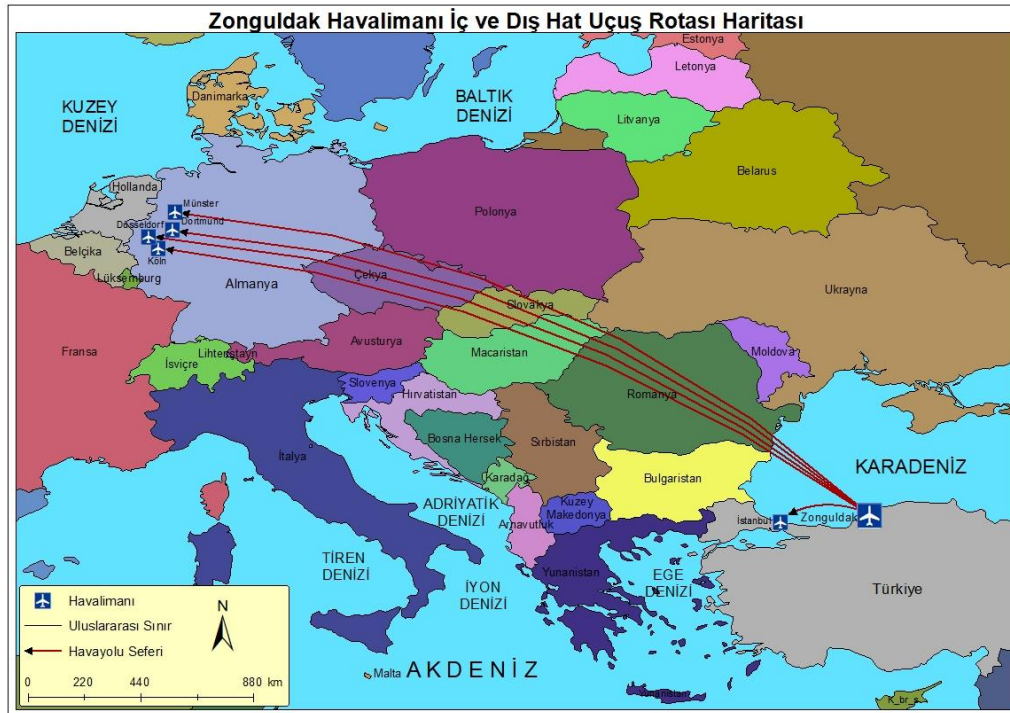 Zonguldak Havalimanı İç ve Dış Hat Uçuş Rotası Haritası
Estonya
Letonya
Danimarka
BALTIK
DENİZİ
KUZEY
DENİZİ
Litvanya
Belarus
Hollanda
Münster
Polonya
Düsseldorf
Dortmund
Belçika
Köln
Çekya
Lüksemburg
Almanya
Ukrayna
Slovakya
Fransa
Avusturya
Macaristan
Moldova
Lihtenştayn
İsviçre
Slovenya
Hırvatistan
Romanya
Bosna Hersek
Sırbistan
İtalya
KARADENİZ
Karadağ
Bulgaristan
ADRİYATİK
DENİZİ
Kuzey
Makedonya
Arnavutluk
İstanbul
Zonguldak
TİREN
DENİZİ
İYON
DENİZİ
Yunanistan
EGE
DENİZİ
Türkiye
Havalimanı
Uluslararası Sınır
Havayolu Seferi
N
0 220 440 880 km
Malta
AKDENİZ
Yunanistan
K_br_s